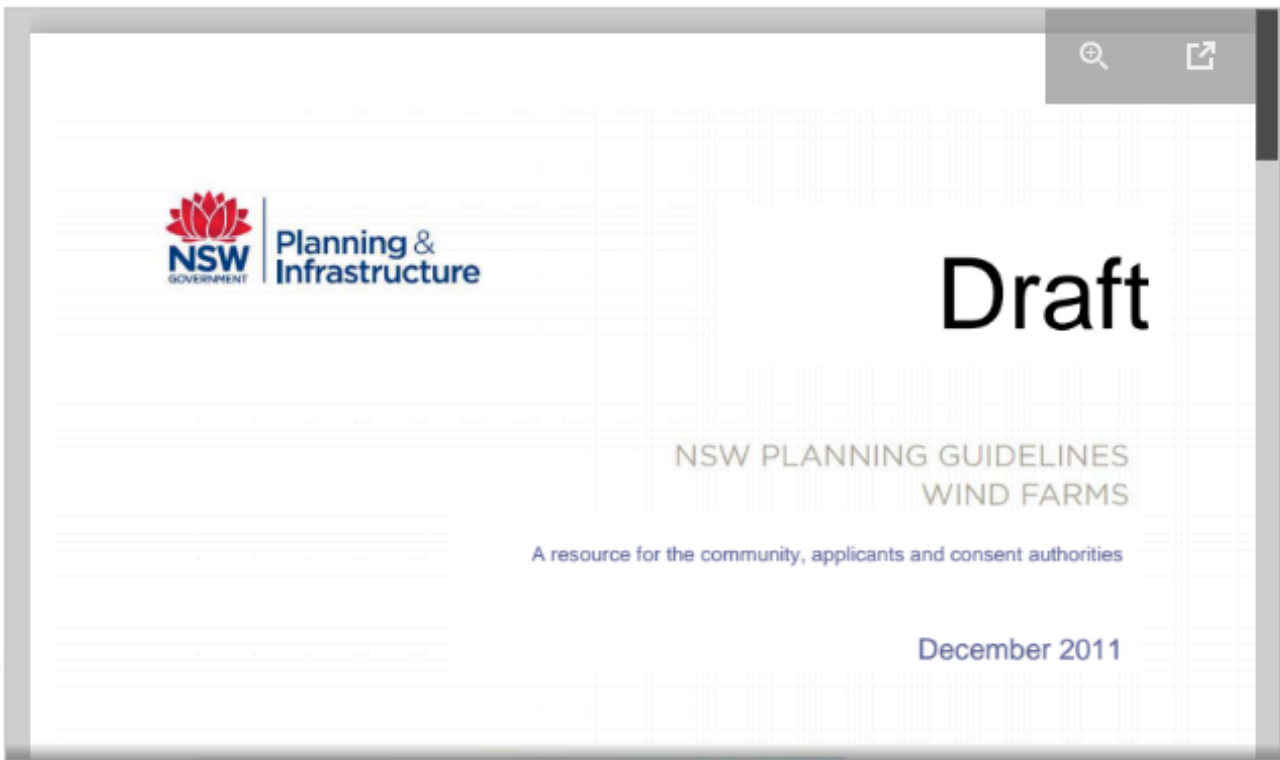 NSW
GOVERNMENT
Planning &
Infrastructure
Draft
NSW PLANNING GUIDELINES
WIND FARMS
A resource for the community, applicants and consent authorities
December 2011